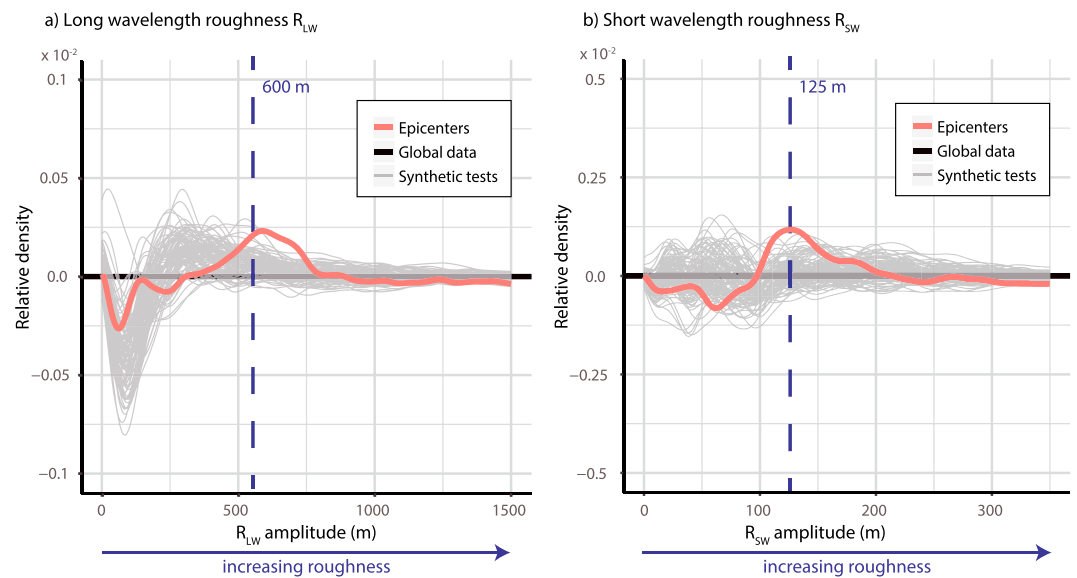 a) Long wavelength roughness R_LW
x 10⁻²
0.1
0.05
0.0
−0.05
−0.1
Relative density
600 m
Epicenters
Global data
Synthetic tests
0
500
1000
1500
R_LW amplitude (m)
increasing roughness
b) Short wavelength roughness R_SW
x 10⁻²
0.5
0.25
0.0
−0.25
−0.5
Relative density
125 m
Epicenters
Global data
Synthetic tests
0
100
200
300
R_SW amplitude (m)
increasing roughness